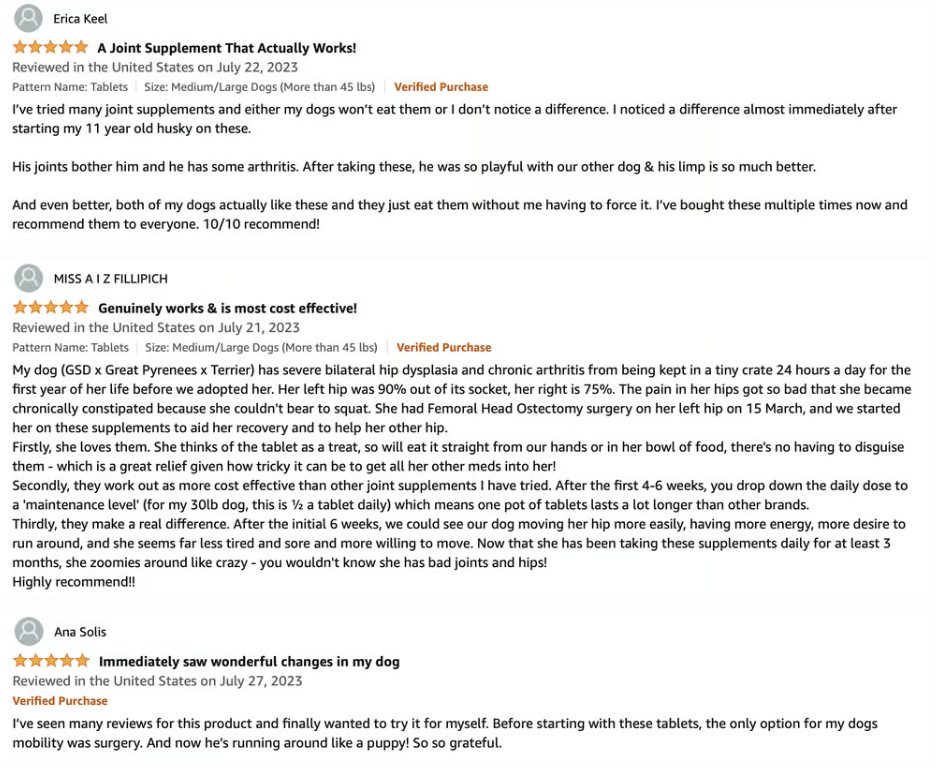 Erica Keel
A Joint Supplement That Actually Works!
Reviewed in the United States on July 22, 2023
Pattern Name: Tablets | Size: Medium/Large Dogs (More than 45 lbs) | Verified Purchase
I've tried many joint supplements and either my dogs won't eat them or I don't notice a difference. I noticed a difference almost immediately after
starting my 11 year old husky on these.
His joints bother him and he has some arthritis. After taking these, he was so playful with our other dog & his limp is so much better.
And even better, both of my dogs actually like these and they just eat them without me having to force it. I've bought these multiple times now and
recommend them to everyone. 10/10 recommend!
MISS A I Z FILLIPICH
Genuinely works & is most cost effective!
Reviewed in the United States on July 21, 2023
Pattern Name: Tablets | Size: Medium/Large Dogs (More than 45 lbs) | Verified Purchase
My dog (GSD x Great Pyrenees x Terrier) has severe bilateral hip dysplasia and chronic arthritis from being kept in a tiny crate 24 hours a day for the
first year of her life before we adopted her. Her left hip was 90% out of its socket, her right is 75%. The pain in her hips got so bad that she became
chronically constipated because she couldn't bear to squat. She had Femoral Head Ostectomy surgery on her left hip on 15 March, and we started
her on these supplements to aid her recovery and to help her other hip.
Firstly, she loves them. She thinks of the tablet as a treat, so will eat it straight from our hands or in her bowl of food, there's no having to disguise
them - which is a great relief given how tricky it can be to get all her other meds into her!
Secondly, they work out as more cost effective than other joint supplements I have tried. After the first 4-6 weeks, you drop down the daily dose to
a 'maintenance level' (for my 30lb dog, this is ½ a tablet daily) which means one pot of tablets lasts a lot longer than other brands.
Thirdly, they make a real difference. After the initial 6 weeks, we could see our dog moving her hip more easily, having more energy, more desire to
run around, and she seems far less tired and sore and more willing to move. Now that she has been taking these supplements daily for at least 3
months, she zoomies around like crazy - you wouldn't know she has bad joints and hips!
Highly recommend!!
Ana Solis
Immediately saw wonderful changes in my dog
Reviewed in the United States on July 27, 2023
Verified Purchase
I've seen many reviews for this product and finally wanted to try it for myself. Before starting with these tablets, the only option for my dogs
mobility was surgery. And now he's running around like a puppy! So so grateful.